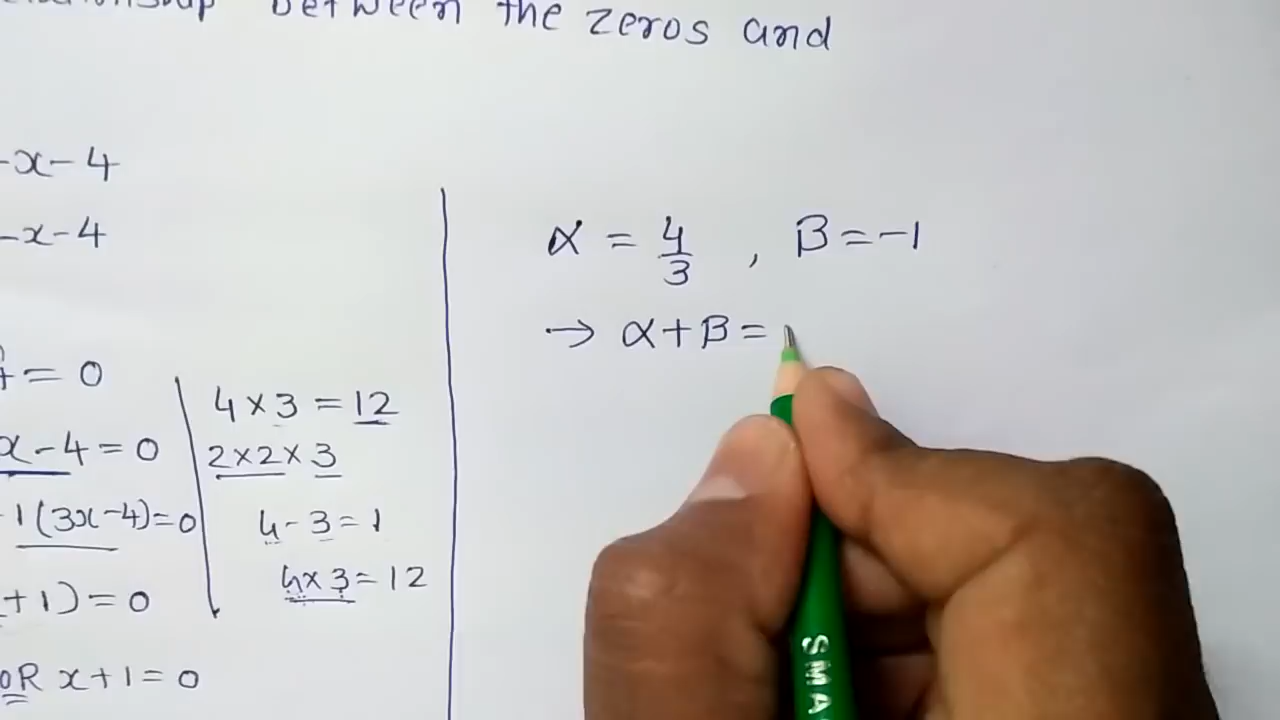 between the zeros and
-x-4
-x-4
= 0
x-4=0
1(3x-4)=0
+1)=0
OR x+1=0
4×3=12
2×2×3
4-3=1
4×3=12
α = 4/3 , β=-1
→ α+β=
SMA